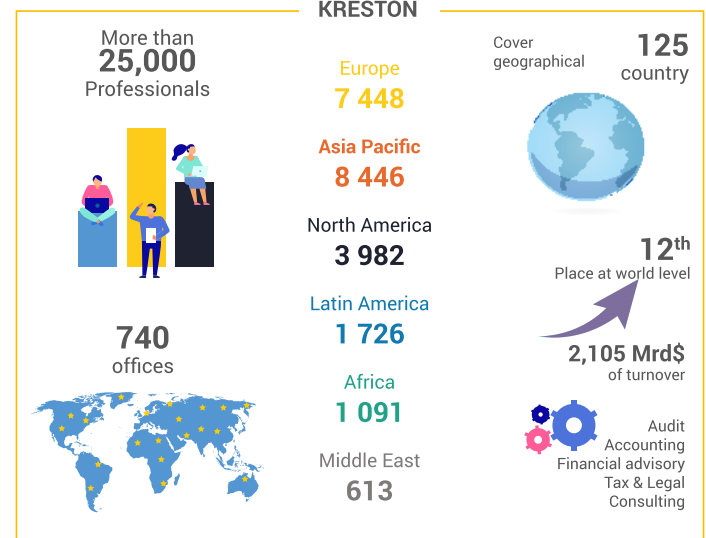 KRESTON
More than
25,000
Professionals
740
offices
Europe
7 448
Asia Pacific
8 446
North America
3 982
Latin America
1 726
Africa
1 091
Middle East
613
Cover
geographical
125
country
12th
Place at world level
2,105 Mrd$
of turnover
Audit
Accounting
Financial advisory
Tax & Legal
Consulting